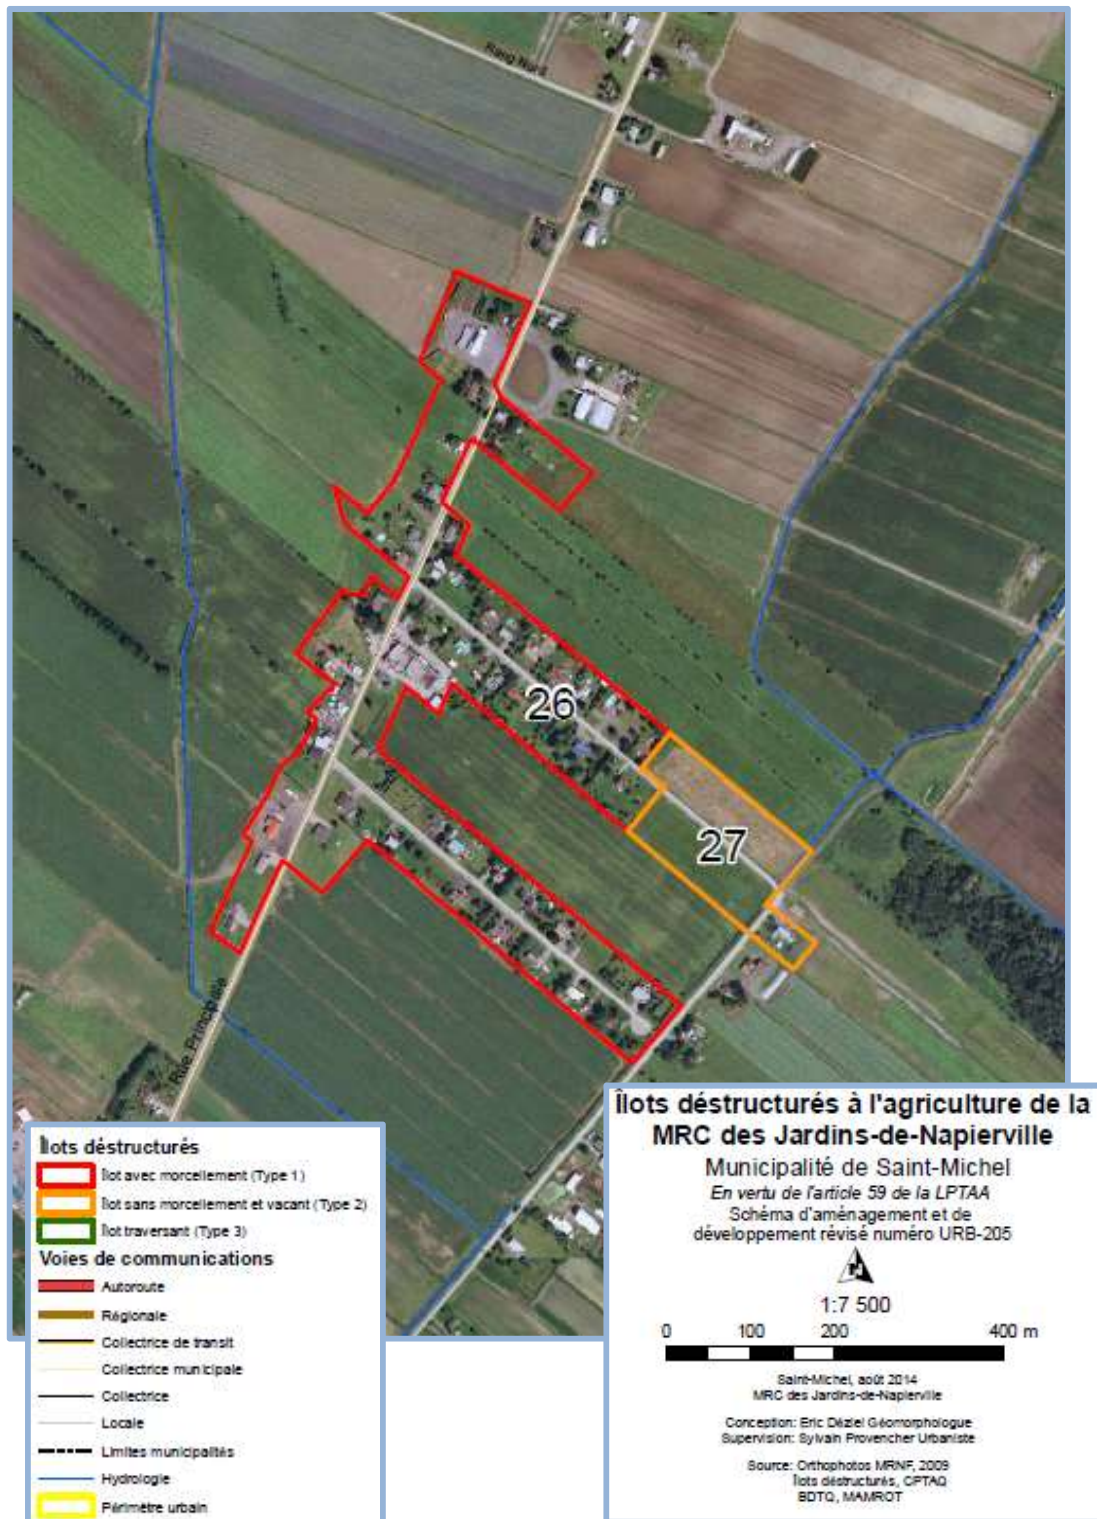 Rang Nord
26
27
Rue Principale
Îlots déstructurés
Îlot avec morcellement (Type 1)
Îlot sans morcellement et vacant (Type 2)
Îlot traversant (Type 3)
Voies de communications
Autoroute
Régionale
Collectrice de transit
Collectrice municipale
Collectrice
Locale
Limites municipalités
Hydrologie
Périmètre urbain
Îlots déstructurés à l'agriculture de la
MRC des Jardins-de-Napierville
Municipalité de Saint-Michel
En vertu de l'article 59 de la LPTAA
Schéma d'aménagement et de
développement révisé numéro URB-205
N
1:7 500
0 100 200 400 m
Saint-Michel, août 2014
MRC des Jardins-de-Napierville
Conception: Eric Déziel Géomorphologue
Supervision: Sylvain Provencher Urbaniste
Source: Orthophotos MRNF, 2009
Îlots déstructurés, CPTAQ
BDTQ, MAMROT